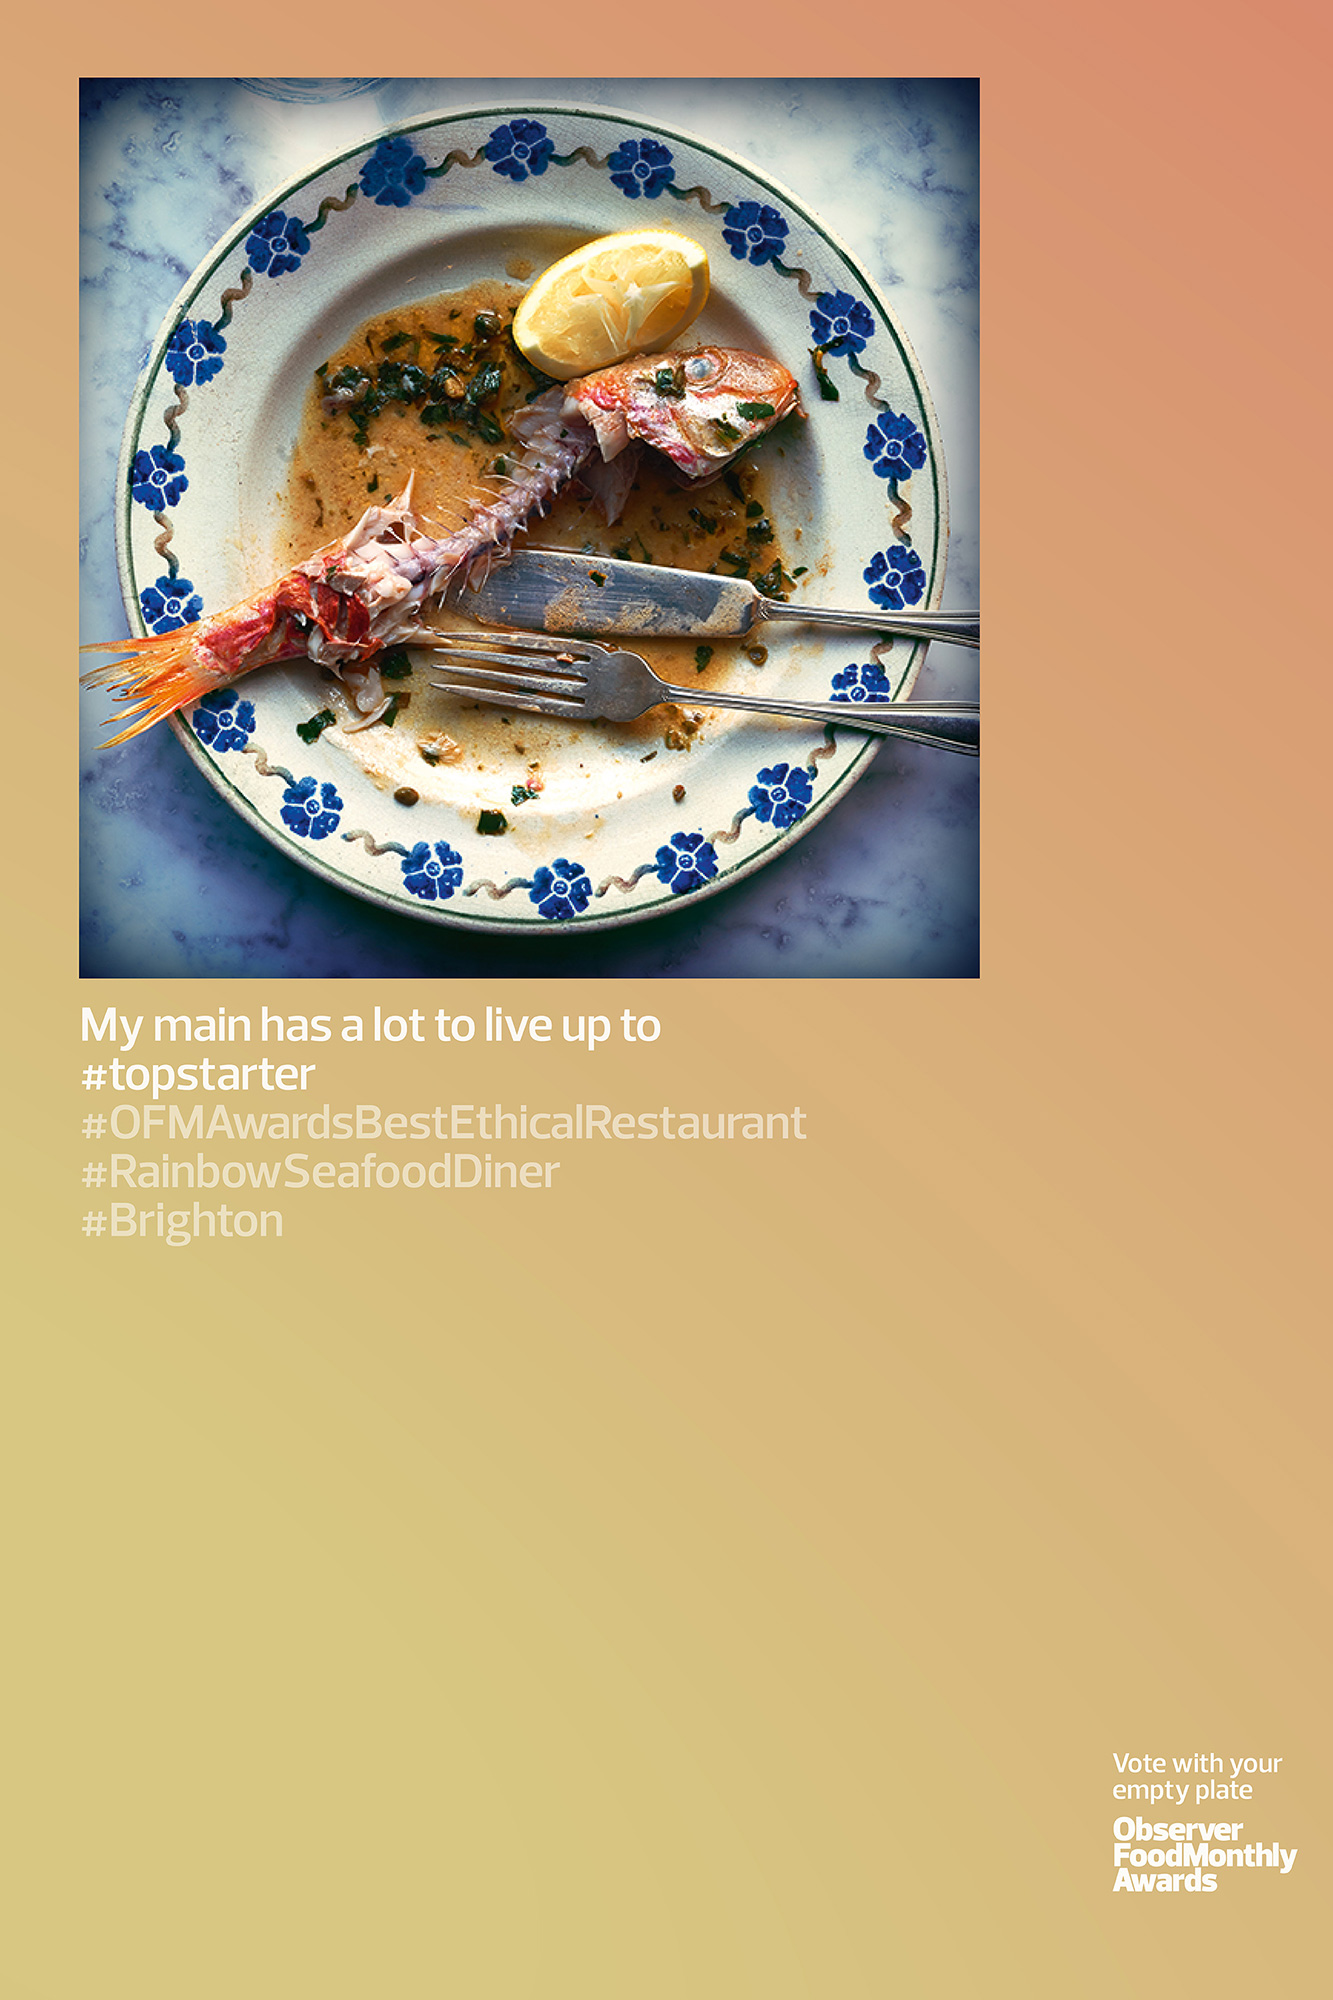 My main has a lot to live up to
#topstarter
#OFMAwardsBestEthicalRestaurant
#RainbowSeafoodDiner
#Brighton
Vote with your
empty plate
Observer
FoodMonthly
Awards